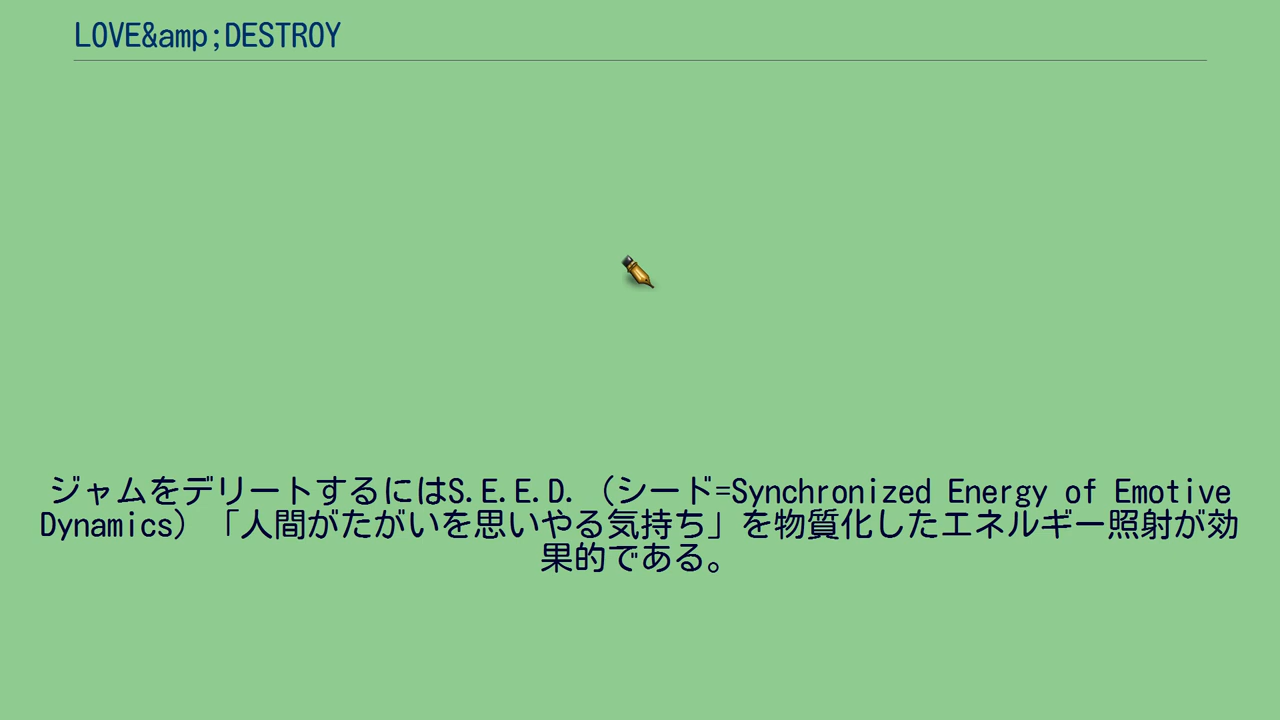 LOVE&amp;DESTROY
ジャムをデリートするにはS.E.E.D.（シード=Synchronized Energy of Emotive
Dynamics）「人間がたがいを思いやる気持ち」を物質化したエネルギー照射が効
果的である。